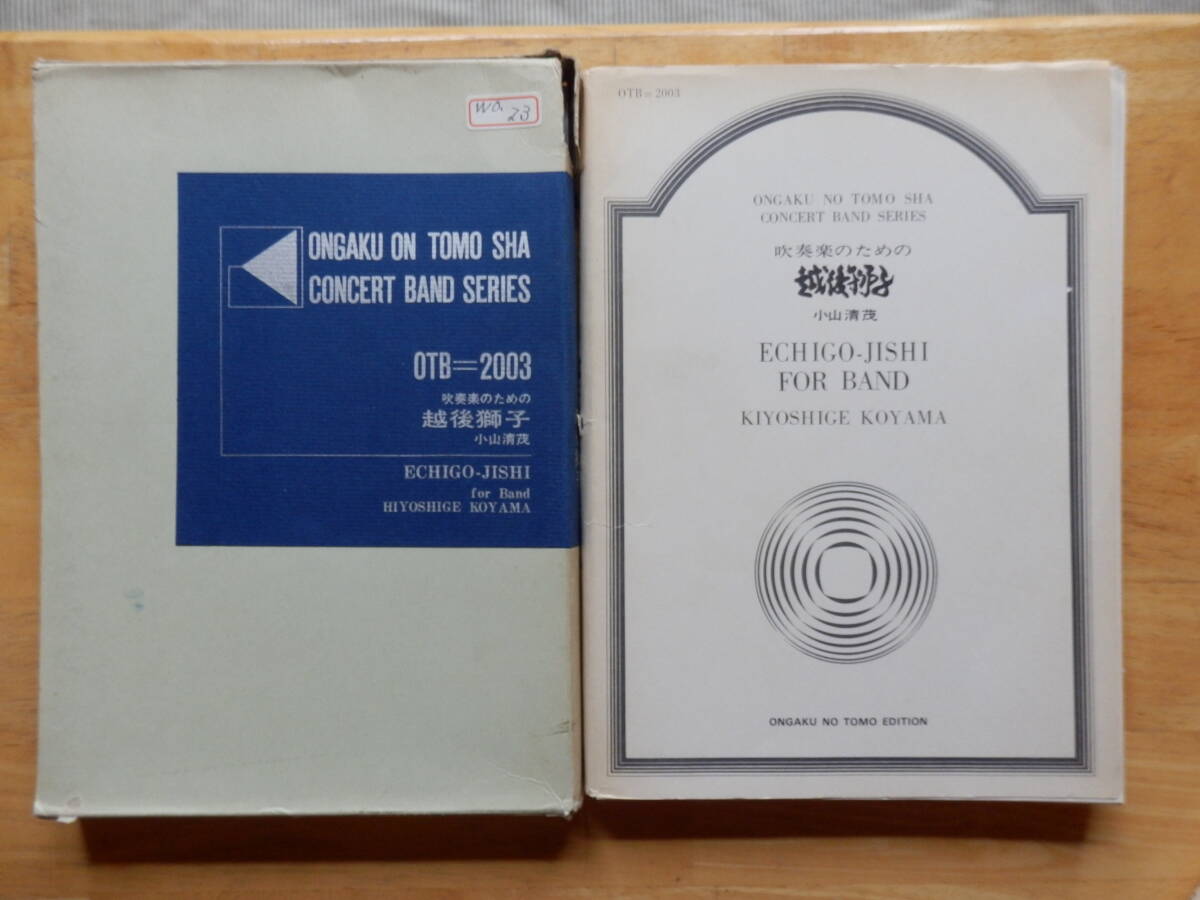 Wa. 23
ONGAKU ON TOMO SHA
CONCERT BAND SERIES
OTB=2003
吹奏楽のための
越後獅子
小山清茂
ECHIGO-JISHI
for Band
HIYOSHIGE KOYAMA
OTB=2003
ONGAKU NO TOMO SHA
CONCERT BAND SERIES
吹奏楽のための
越後獅子
小山清茂
ECHIGO-JISHI
FOR BAND
KIYOSHIGE KOYAMA
ONGAKU NO TOMO EDITION